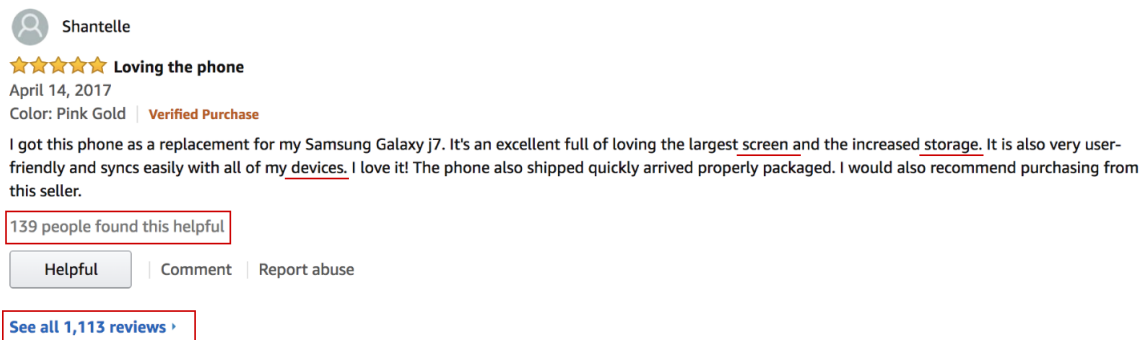 Shantelle
Loving the phone
April 14, 2017
Color: Pink Gold | Verified Purchase
I got this phone as a replacement for my Samsung Galaxy j7. It's an excellent full of loving the largest screen and the increased storage. It is also very user-
friendly and syncs easily with all of my devices. I love it! The phone also shipped quickly arrived properly packaged. I would also recommend purchasing from
this seller.
139 people found this helpful
Helpful | Comment | Report abuse
See all 1,113 reviews ›